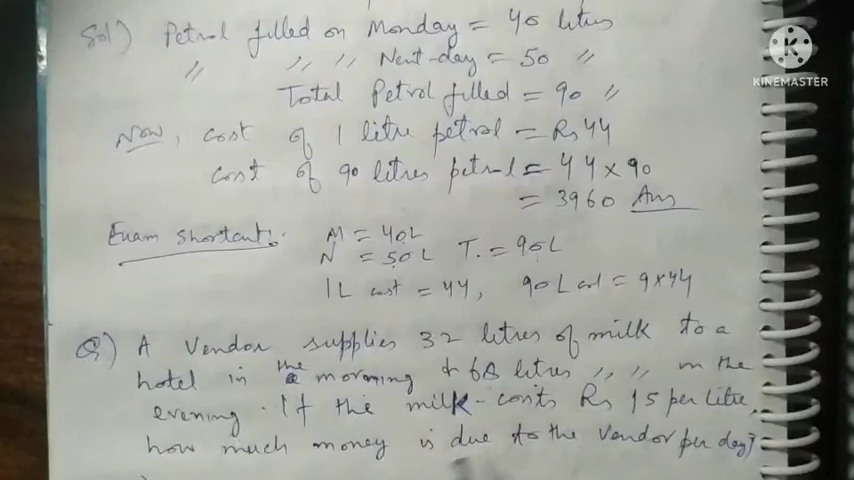 Sol) Petrol filled on Monday = 40 litres
〃 〃 〃 Next-day = 50 〃
Total Petrol filled = 90 〃
Now, cost of 1 litre petrol = Rs 44
cost of 90 litres petrol = 44 x 90
= 3960 Ans
Exam Shortcut:-
M = 40L
N = 50L T. = 90L
1L cost = 44, 90L cost = 9x44
Q) A Vendor supplies 32 litres of milk to a
hotel in the morning & 68 litres 〃 〃 in the
evening. If the milk costs Rs 15 per litre,
how much money is due to the vendor per day?
KINEMASTER